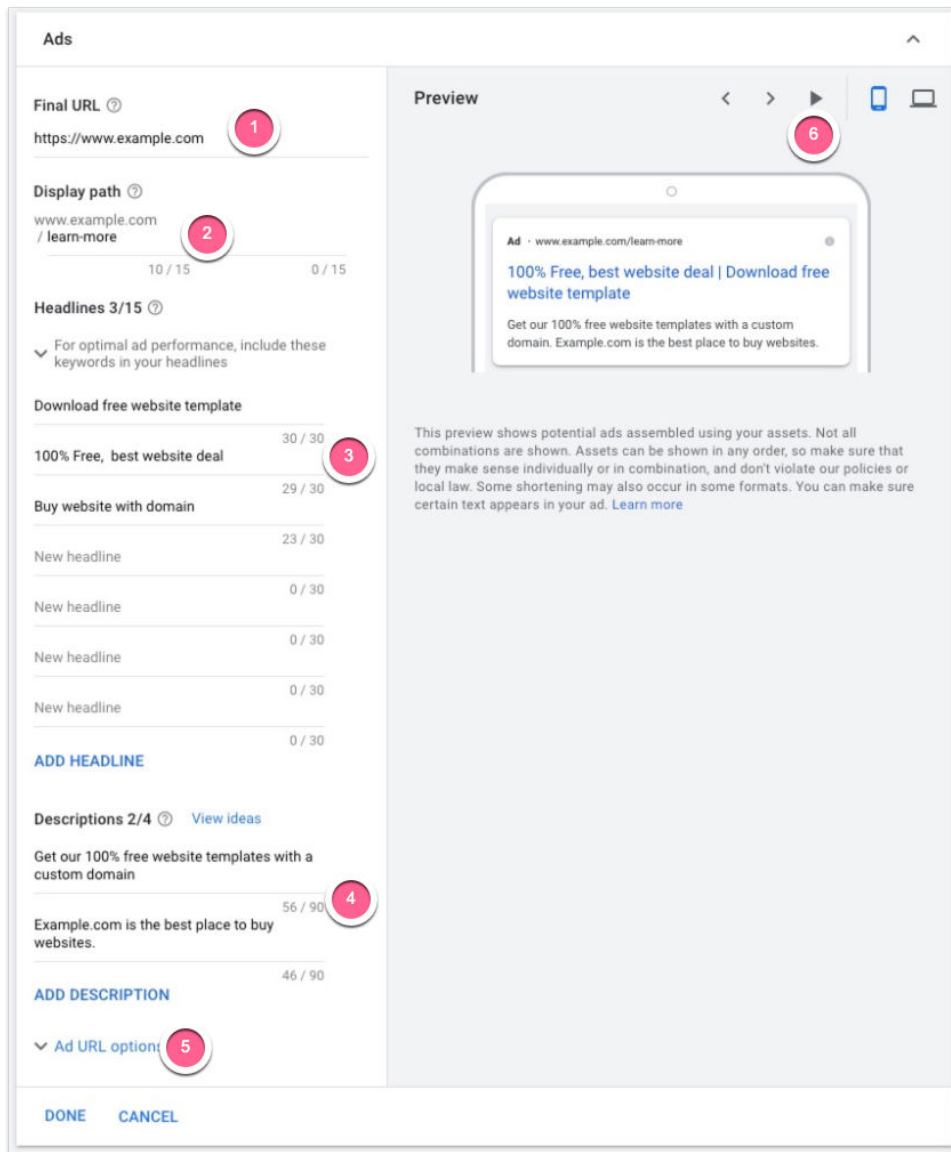 Ads
Final URL
1
https://www.example.com
Display path
www.example.com
/ learn-more
2
10 / 15
0 / 15
Headlines 3/15
For optimal ad performance, include these
keywords in your headlines
Download free website template
30 / 30
100% Free,  best website deal
3
29 / 30
Buy website with domain
23 / 30
New headline
0 / 30
New headline
0 / 30
New headline
0 / 30
New headline
0 / 30
ADD HEADLINE
Descriptions 2/4
View ideas
Get our 100% free website templates with a
custom domain
56 / 90
4
Example.com is the best place to buy
websites.
46 / 90
ADD DESCRIPTION
Ad URL options
5
DONE
CANCEL
Preview
6
Ad · www.example.com/learn-more
100% Free, best website deal | Download free
website template
Get our 100% free website templates with a custom
domain. Example.com is the best place to buy websites.
This preview shows potential ads assembled using your assets. Not all
combinations are shown. Assets can be shown in any order, so make sure that
they make sense individually or in combination, and don't violate our policies or
local law. Some shortening may also occur in some formats. You can make sure
certain text appears in your ad. Learn more